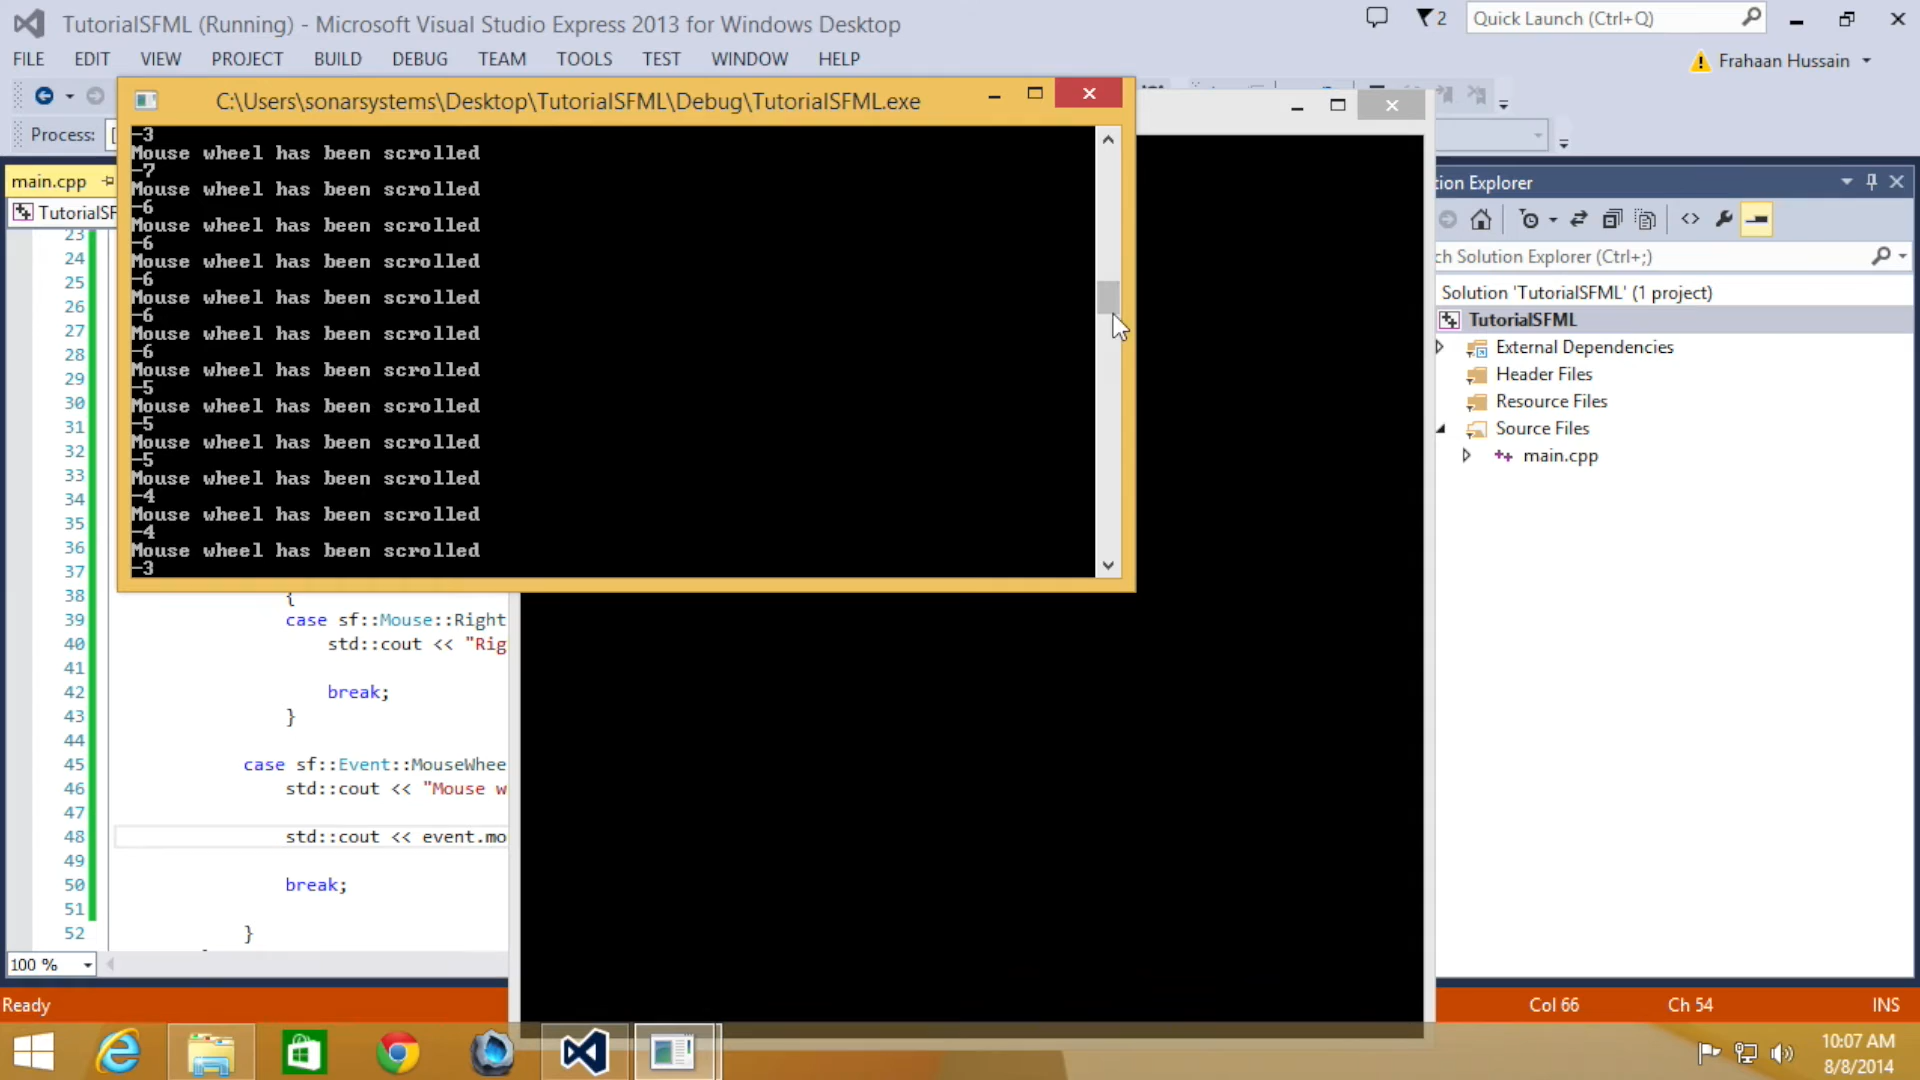 TutorialSFML (Running) - Microsoft Visual Studio Express 2013 for Windows Desktop
2
Quick Launch (Ctrl+Q)
FILE EDIT VIEW PROJECT BUILD DEBUG TEAM TOOLS TEST WINDOW HELP
Frahaan Hussain
C:\Users\sonarsystems\Desktop\TutorialSFML\Debug\TutorialSFML.exe
Process:
-3
Mouse wheel has been scrolled
-7
Mouse wheel has been scrolled
-6
Mouse wheel has been scrolled
-6
Mouse wheel has been scrolled
-6
Mouse wheel has been scrolled
-6
Mouse wheel has been scrolled
-6
Mouse wheel has been scrolled
-5
Mouse wheel has been scrolled
-5
Mouse wheel has been scrolled
-5
Mouse wheel has been scrolled
-4
Mouse wheel has been scrolled
-4
Mouse wheel has been scrolled
-3
main.cpp
TutorialSF
23
24
25
26
27
28
29
30
31
32
33
34
35
36
37
38 {
39 case sf::Mouse::Right
40 std::cout << "Rig
41
42 break;
43 }
44
45 case sf::Event::MouseWhee
46 std::cout << "Mouse w
47
48 std::cout << event.mo
49
50 break;
51
52 }
100 %
tion Explorer
ch Solution Explorer (Ctrl+;)
Solution 'TutorialSFML' (1 project)
TutorialSFML
External Dependencies
Header Files
Resource Files
Source Files
main.cpp
Ready
Col 66
Ch 54
INS
10:07 AM
8/8/2014